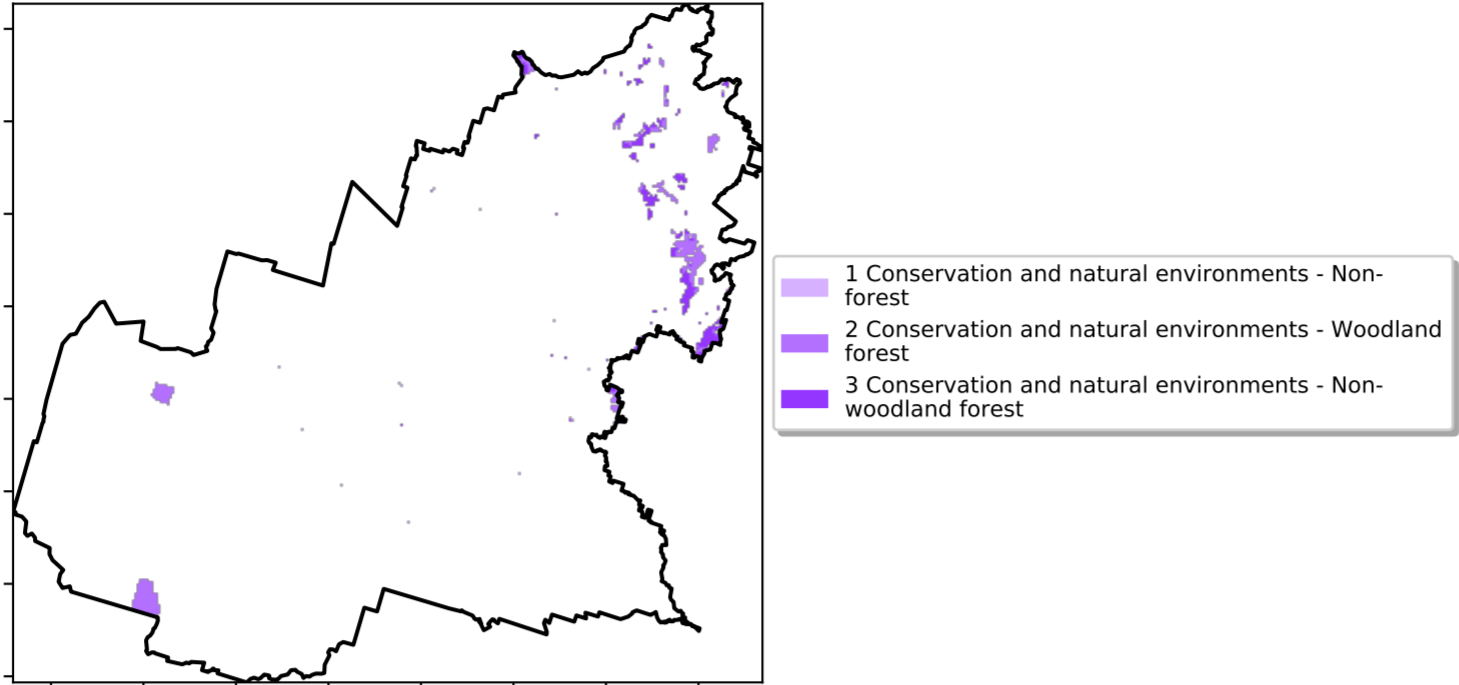 1 Conservation and natural environments - Non-
forest
2 Conservation and natural environments - Woodland
forest
3 Conservation and natural environments - Non-
woodland forest